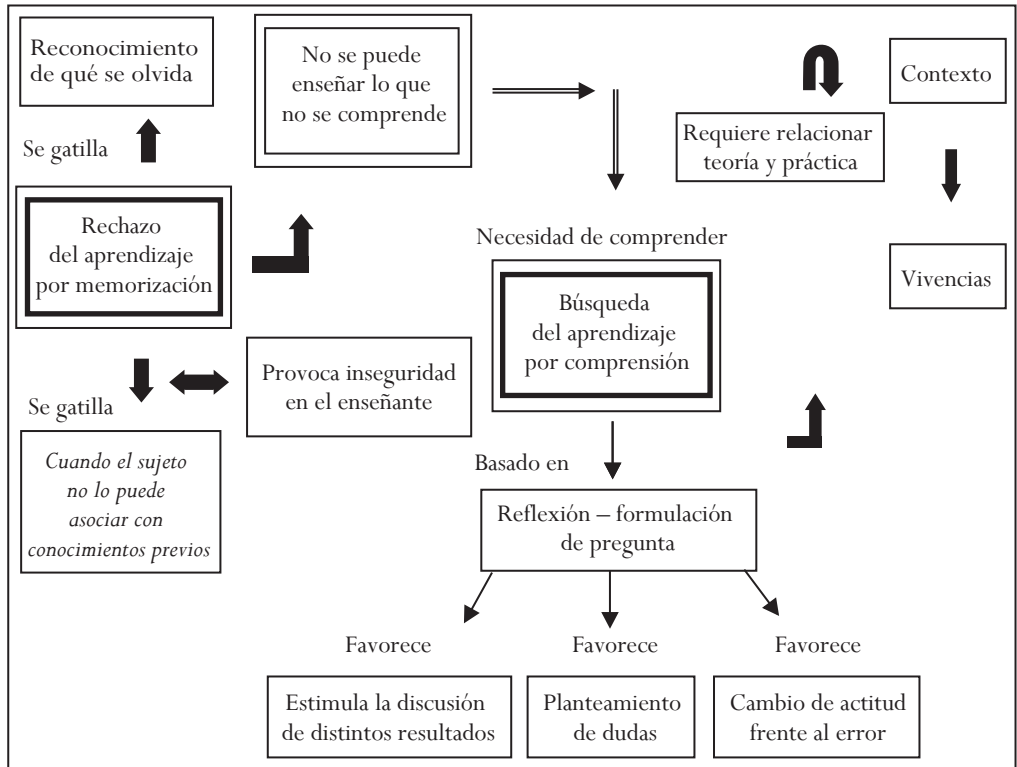 Reconocimiento
de qué se olvida
No se puede
enseñar lo que
no se comprende
Contexto
Requiere relacionar
teoría y práctica
Se gatilla
Rechazo
del aprendizaje
por memorización
Necesidad de comprender
Vivencias
Búsqueda
del aprendizaje
por comprensión
Provoca inseguridad
en el enseñante
Se gatilla
Cuando el sujeto
no lo puede
asociar con
conocimientos previos
Basado en
Reflexión – formulación
de pregunta
Favorece
Favorece
Favorece
Estimula la discusión
de distintos resultados
Planteamiento
de dudas
Cambio de actitud
frente al error